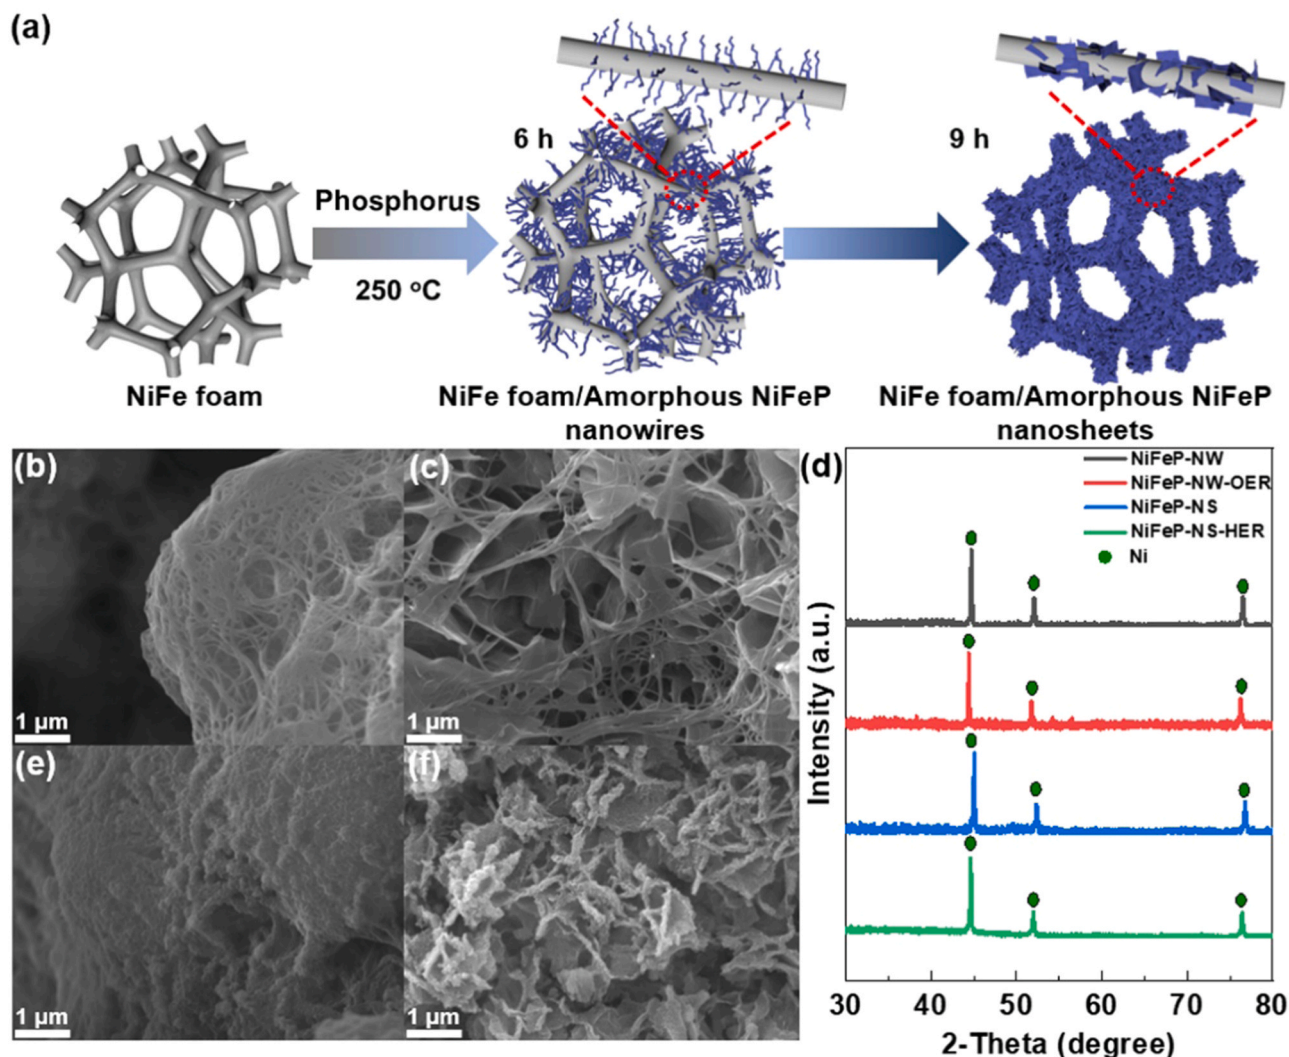 (a)
6 h
9 h
Phosphorus
250 °C
NiFe foam
NiFe foam/Amorphous NiFeP
nanowires
NiFe foam/Amorphous NiFeP
nanosheets
(b)
1 μm
(c)
1 μm
(d)
NiFeP-NW
NiFeP-NW-OER
NiFeP-NS
NiFeP-NS-HER
Ni
Intensity (a.u.)
30 40 50 60 70 80
2-Theta (degree)
(e)
1 μm
(f)
1 μm